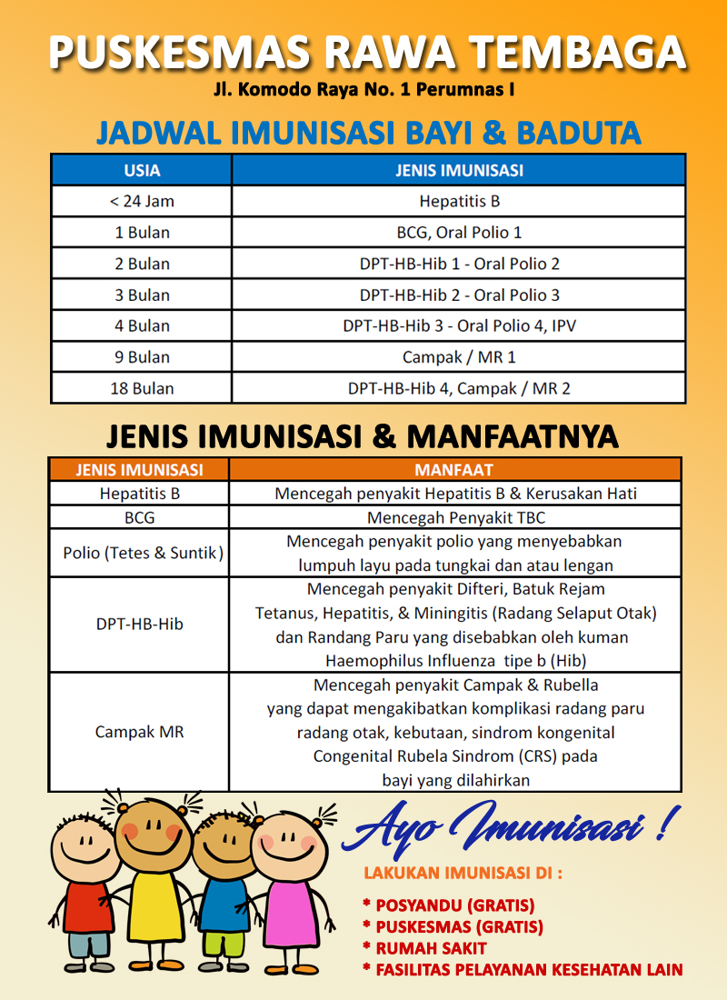 PUSKESMAS RAWA TEMBAGA
Jl. Komodo Raya No. 1 Perumnas I
JADWAL IMUNISASI BAYI & BADUTA
USIA JENIS IMUNISASI
< 24 Jam Hepatitis B
1 Bulan BCG, Oral Polio 1
2 Bulan DPT-HB-Hib 1 - Oral Polio 2
3 Bulan DPT-HB-Hib 2 - Oral Polio 3
4 Bulan DPT-HB-Hib 3 - Oral Polio 4, IPV
9 Bulan Campak / MR 1
18 Bulan DPT-HB-Hib 4, Campak / MR 2
JENIS IMUNISASI & MANFAATNYA
JENIS IMUNISASI MANFAAT
Hepatitis B Mencegah penyakit Hepatitis B & Kerusakan Hati
BCG Mencegah Penyakit TBC
Polio (Tetes & Suntik) Mencegah penyakit polio yang menyebabkan
lumpuh layu pada tungkai dan atau lengan
DPT-HB-Hib Mencegah penyakit Difteri, Batuk Rejam
Tetanus, Hepatitis, & Miningitis (Radang Selaput Otak)
dan Randang Paru yang disebabkan oleh kuman
Haemophilus Influenza tipe b (Hib)
Campak MR Mencegah penyakit Campak & Rubella
yang dapat mengakibatkan komplikasi radang paru
radang otak, kebutaan, sindrom kongenital
Congenital Rubela Sindrom (CRS) pada
bayi yang dilahirkan
Ayo Imunisasi !
LAKUKAN IMUNISASI DI :
* POSYANDU (GRATIS)
* PUSKESMAS (GRATIS)
* RUMAH SAKIT
* FASILITAS PELAYANAN KESEHATAN LAIN